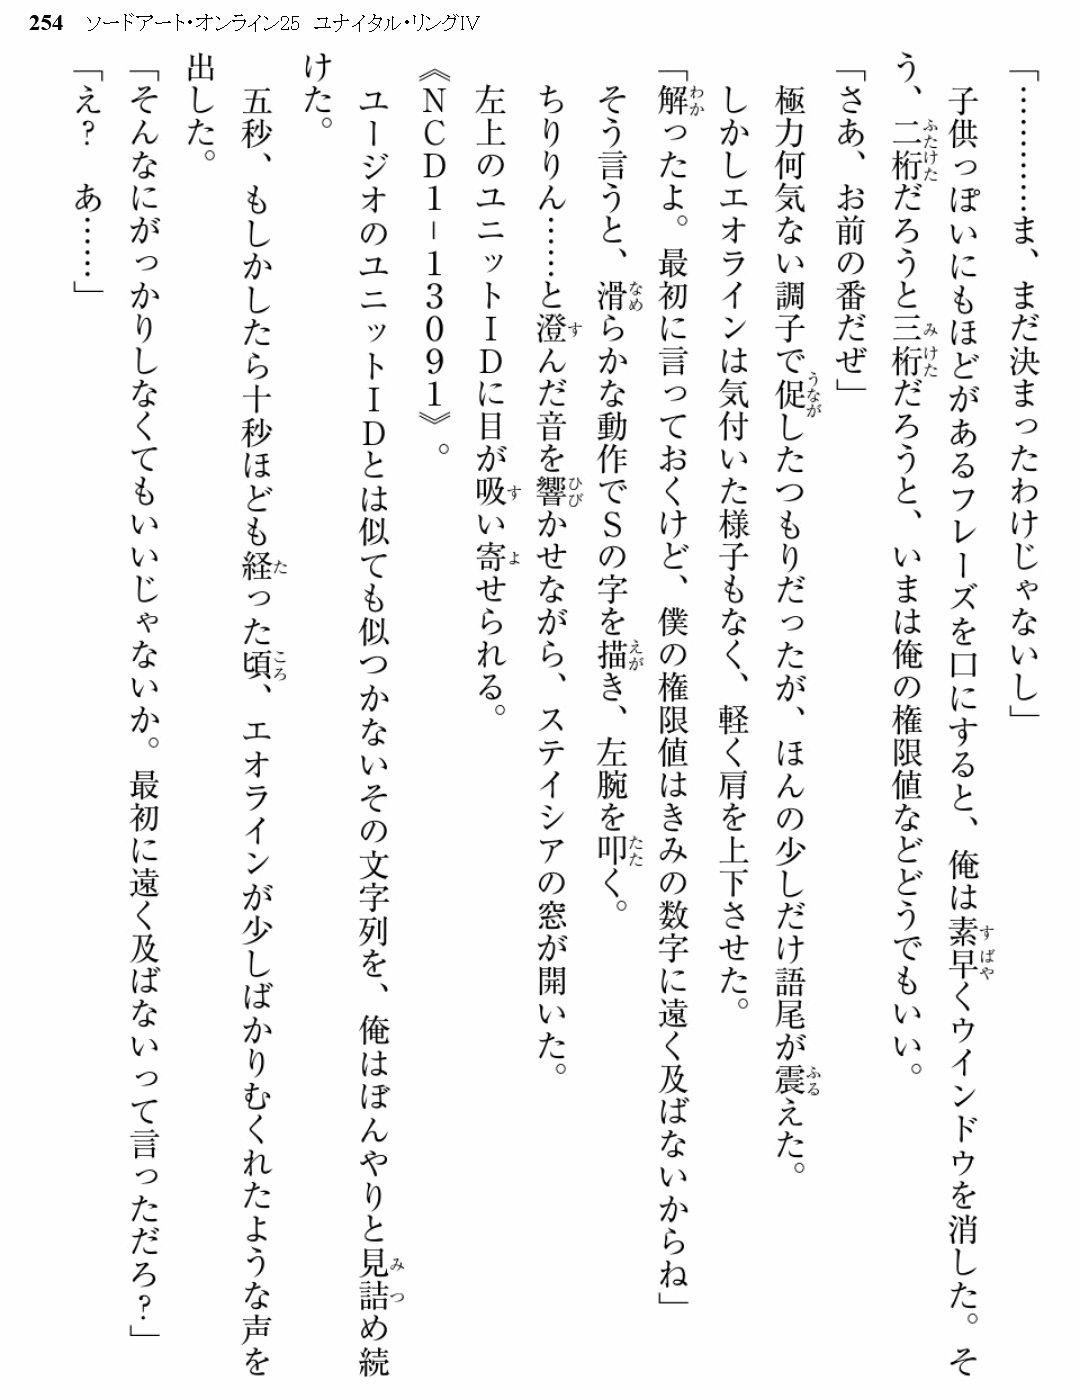 254 ソードアート・オンライン25 ユナイタル・リングⅣ
「…………ま、まだ決まったわけじゃないし」
子供っぽいにもほどがあるフレーズを口にすると、俺は素早くウインドウを消した。そ
う、二桁だろうと三桁だろうと、いまは俺の権限値などどうでもいい。
「さあ、お前の番だぜ」
極力何気ない調子で促したつもりだったが、ほんの少しだけ語尾が震えた。
しかしエオラインは気付いた様子もなく、軽く肩を上下させた。
「解ったよ。最初に言っておくけど、僕の権限値はきみの数字に遠く及ばないからね」
そう言うと、滑らかな動作でSの字を描き、左腕を叩く。
ちりりん……と澄んだ音を響かせながら、ステイシアの窓が開いた。
左上のユニットIDに目が吸い寄せられる。
《NCD1-13091》。
ユージオのユニットIDとは似ても似つかないその文字列を、俺はぼんやりと見詰め続
けた。
五秒、もしかしたら十秒ほども経った頃、エオラインが少しばかりむくれたような声を
出した。
「そんなにがっかりしなくてもいいじゃないか。最初に遠く及ばないって言っただろ？」
「え？　あ……」